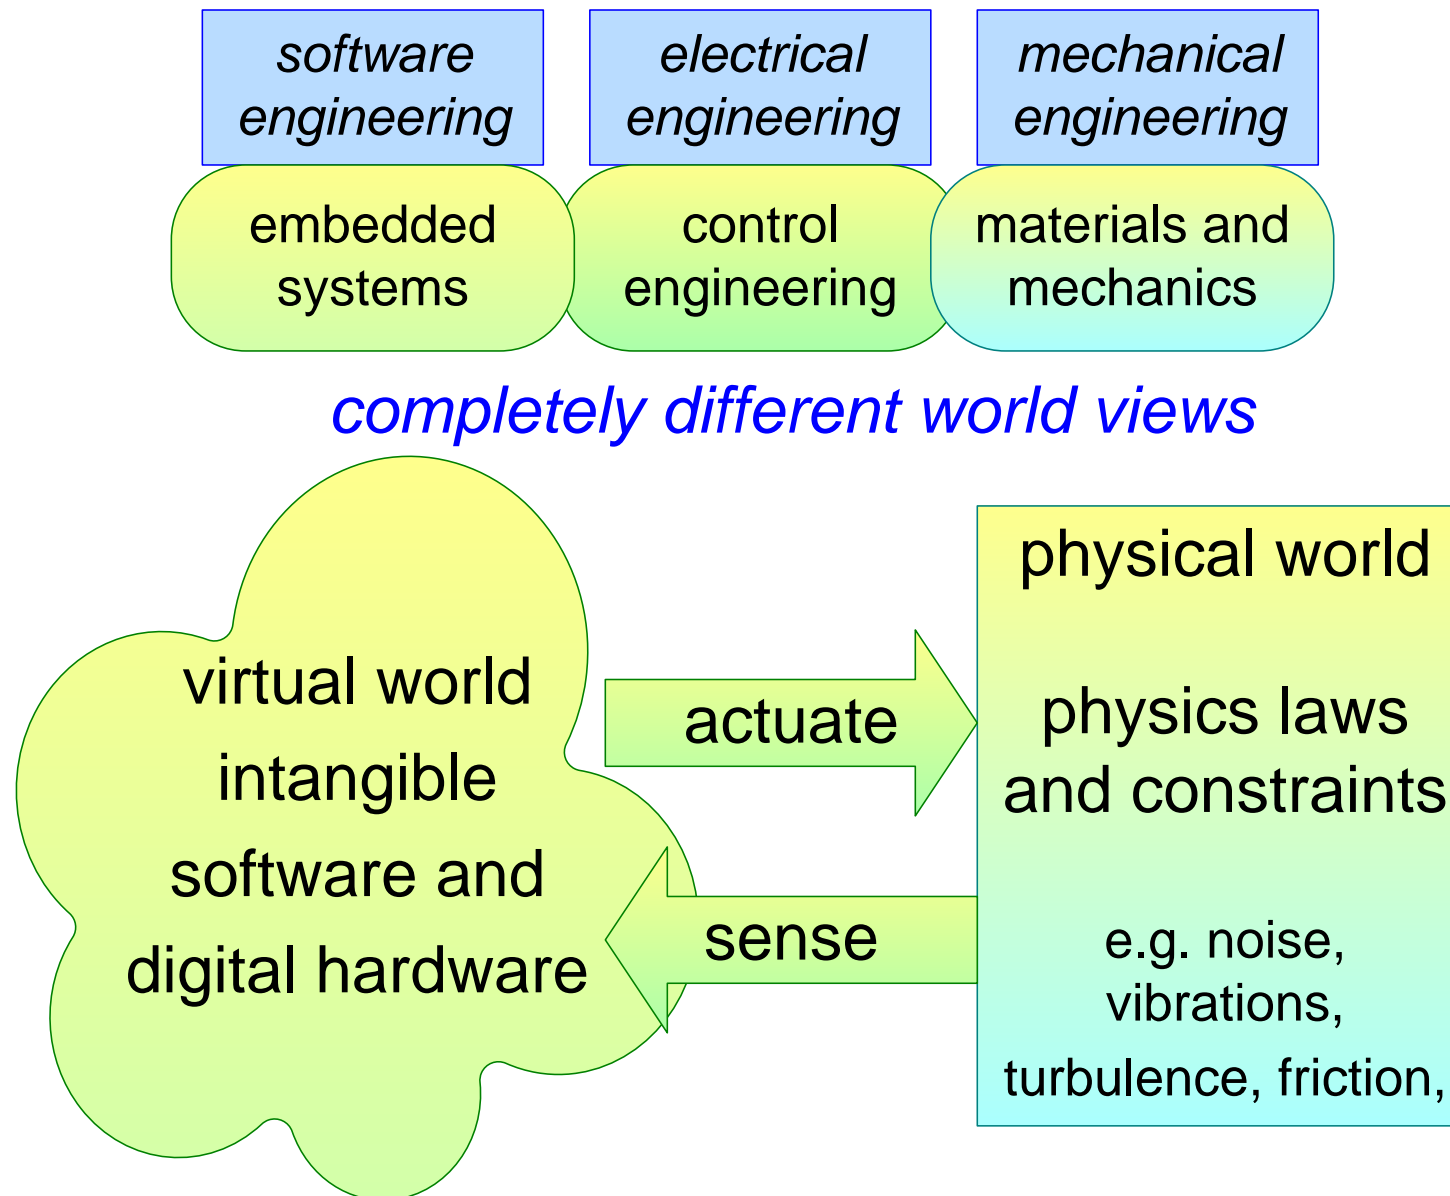 software
engineering
electrical
engineering
mechanical
engineering
embedded
systems
control
engineering
materials and
mechanics
completely different world views
virtual world
intangible
software and
digital hardware
actuate
sense
physical world
physics laws
and constraints
e.g. noise,
vibrations,
turbulence, friction,